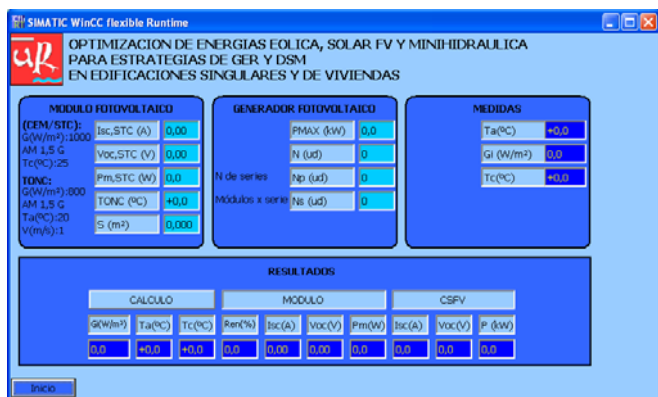 SIMATIC WinCC flexible Runtime
UR
OPTIMIZACION DE ENERGIAS EOLICA, SOLAR FV Y MINIHIDRAULICA
PARA ESTRATEGIAS DE GER Y DSM
EN EDIFICACIONES SINGULARES Y DE VIVIENDAS
MODULO FOTOVOLTAICO
(CEM/STC):
G(W/m²):1000
AM 1,5 G
Tc(ºC):25
TONC:
G(W/m²):800
AM 1,5 G
Ta(ºC):20
V(m/s):1
Isc,STC (A) 0,00
Voc,STC (V) 0,00
Pm,STC (W) 0,0
TONC (ºC) +0,0
S (m²) 0,000
GENERADOR FOTOVOLTAICO
PMAX (kW) 0,0
N (ud) 0
N de series Np (ud) 0
Módulos x serie Ns (ud) 0
MEDIDAS
Ta(ºC) +0,0
Gi (W/m²) 0,0
Tc(ºC) +0,0
RESULTADOS
CALCULO MODULO CSFV
G(W/m²) Ta(ºC) Tc(ºC) Ren(%) Isc(A) Voc(V) Pm(W) Isc(A) Voc(V) P (kW)
0,0 +0,0 +0,0 0,0 0,00 0,00 0,0 0,0 0,0 0,0
Inicio